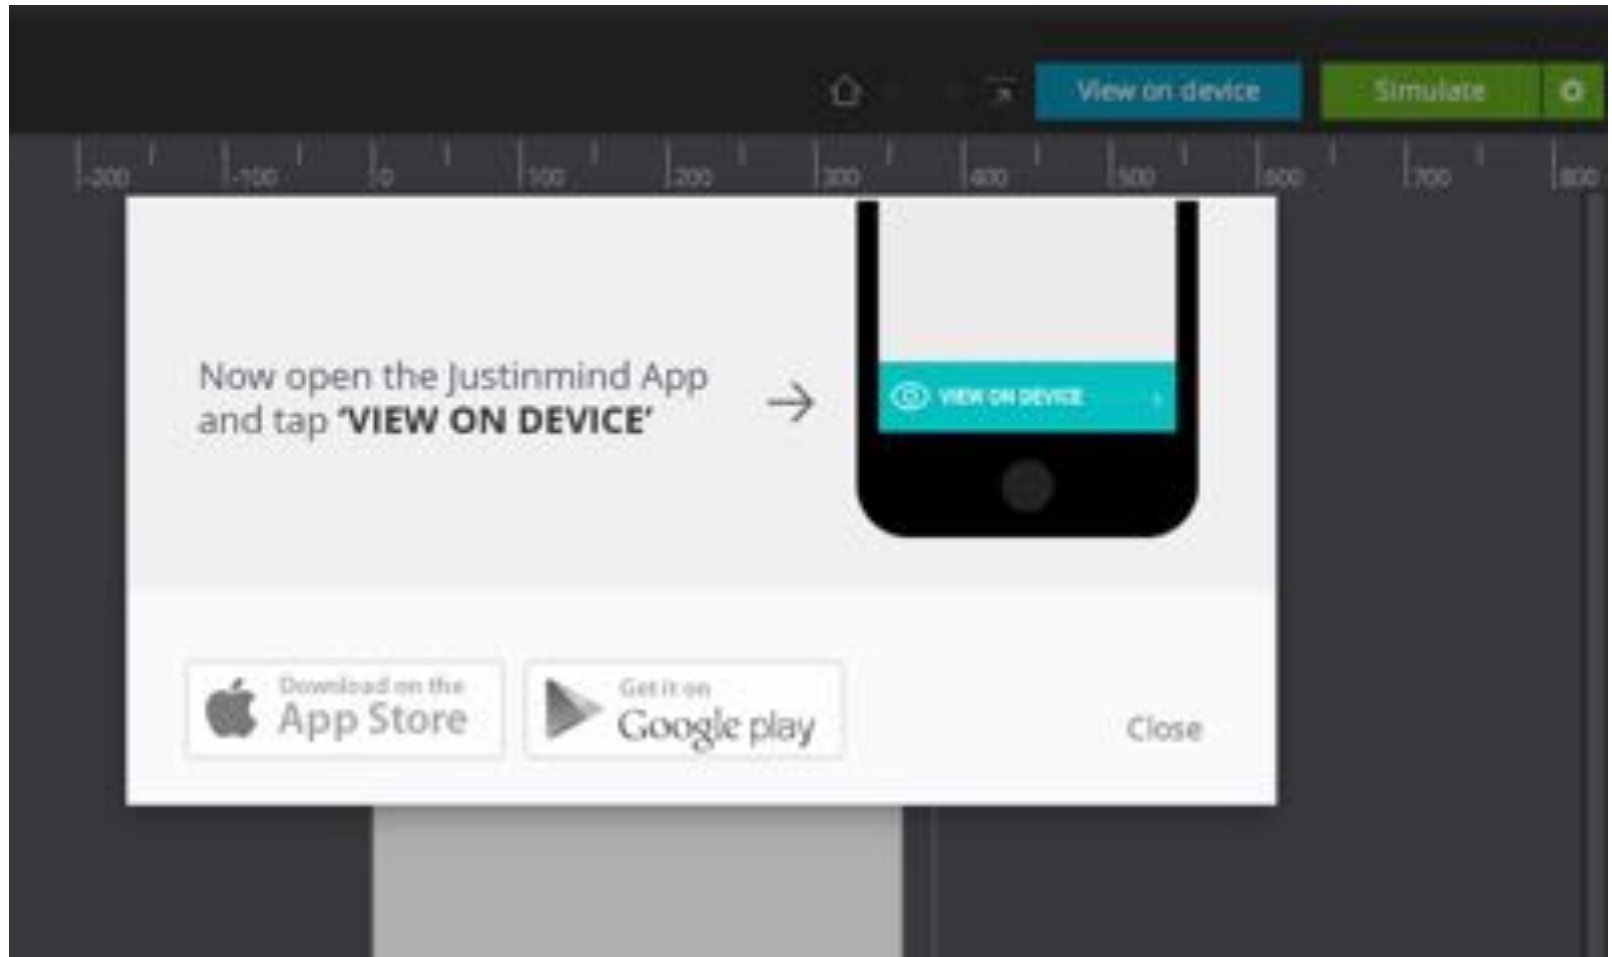 View on device
Simulate
-200 -100 0 100 200 300 400 500 600 700 800
Now open the Justinmind App
and tap ‘VIEW ON DEVICE’
VIEW ON DEVICE
Download on the
App Store
Get it on
Google play
Close